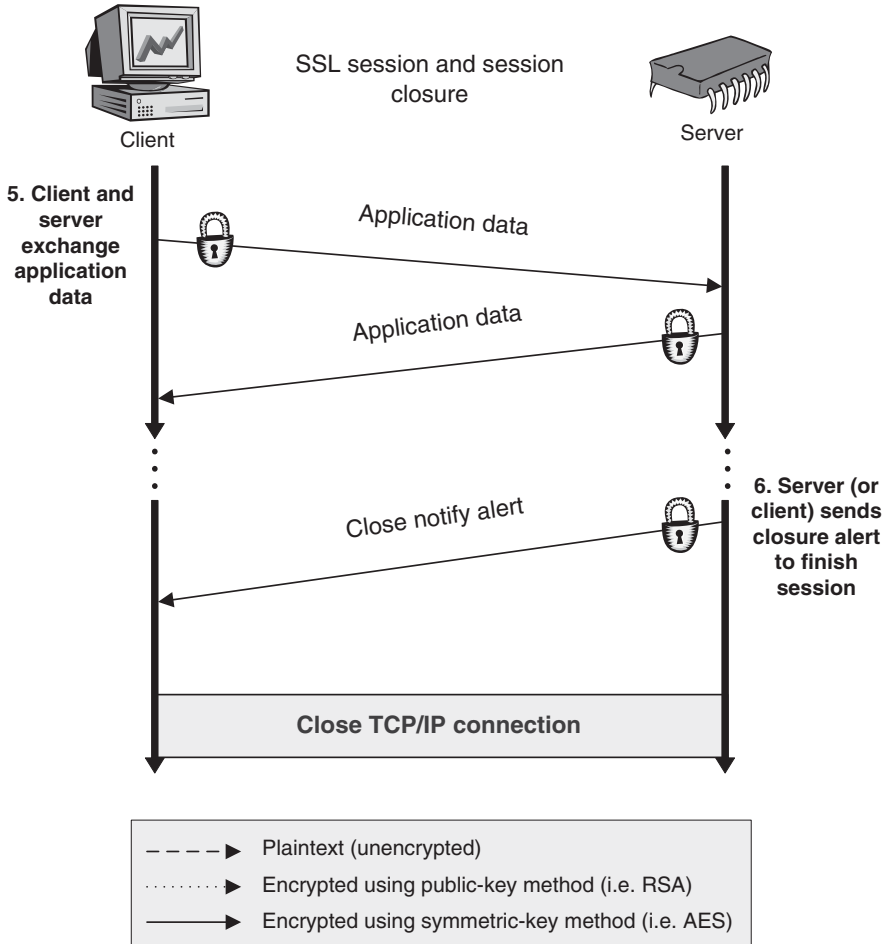 SSL session and session
closure
Client
Server
5. Client and
server
exchange
application
data
Application data
Application data
Close notify alert
6. Server (or
client) sends
closure alert
to finish
session
Close TCP/IP connection
Plaintext (unencrypted)
Encrypted using public-key method (i.e. RSA)
Encrypted using symmetric-key method (i.e. AES)